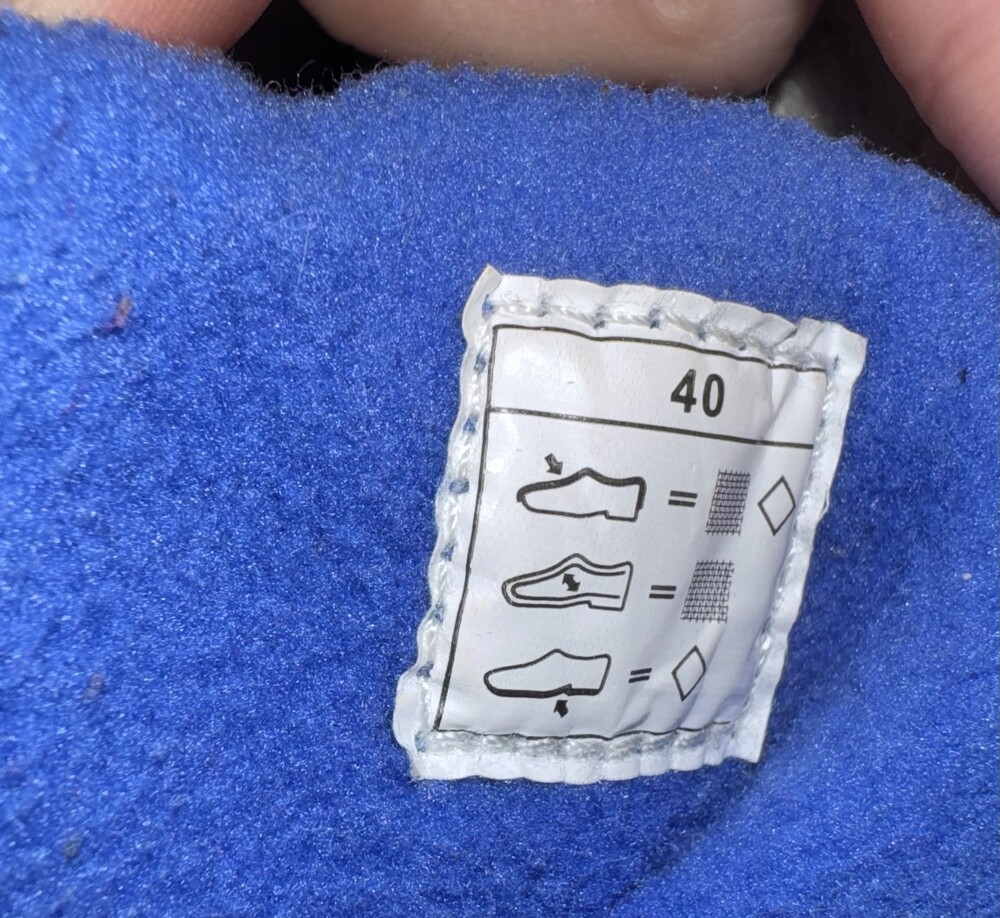 40
=
=
=